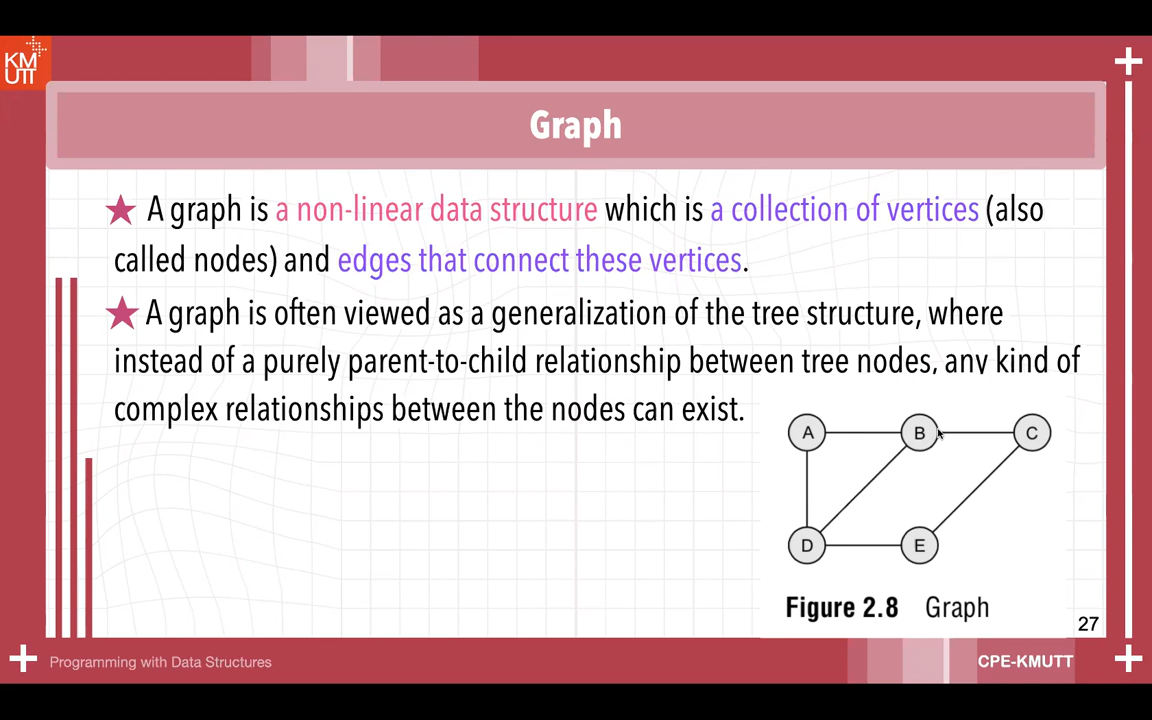 KM
UTT
Graph
★ A graph is a non-linear data structure which is a collection of vertices (also
called nodes) and edges that connect these vertices.
★ A graph is often viewed as a generalization of the tree structure, where
instead of a purely parent-to-child relationship between tree nodes, any kind of
complex relationships between the nodes can exist.
A B C
D E
Figure 2.8 Graph
27
Programming with Data Structures
CPE-KMUTT